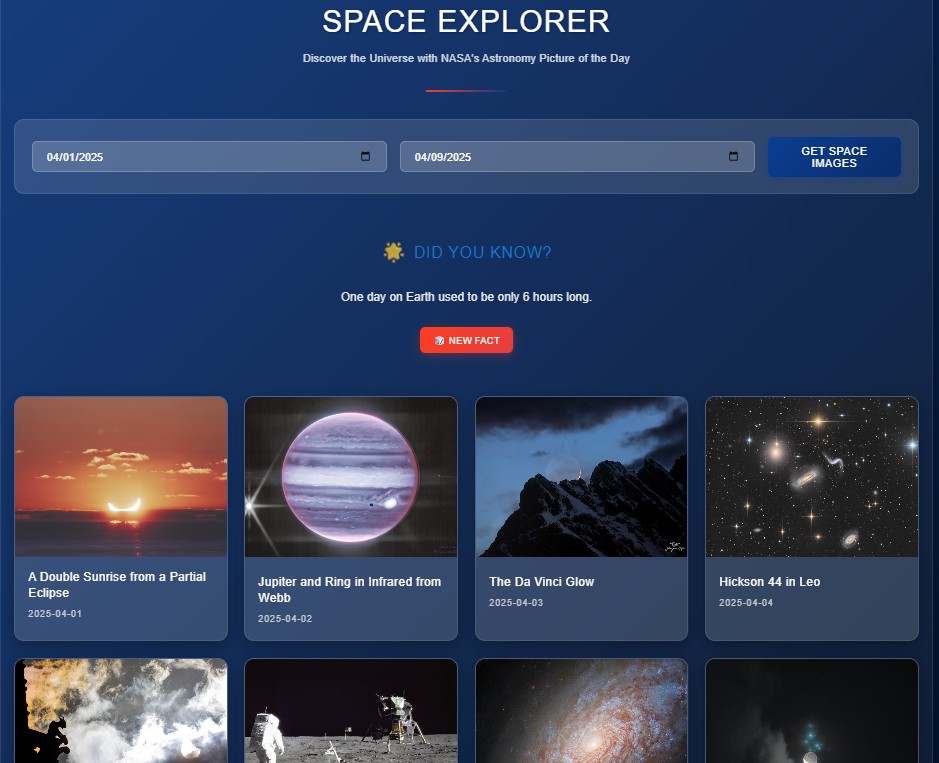 SPACE EXPLORER
Discover the Universe with NASA's Astronomy Picture of the Day
04/01/2025
04/09/2025
GET SPACE
IMAGES
DID YOU KNOW?
One day on Earth used to be only 6 hours long.
NEW FACT
A Double Sunrise from a Partial
Eclipse
2025-04-01
Jupiter and Ring in Infrared from
Webb
2025-04-02
The Da Vinci Glow
2025-04-03
Hickson 44 in Leo
2025-04-04